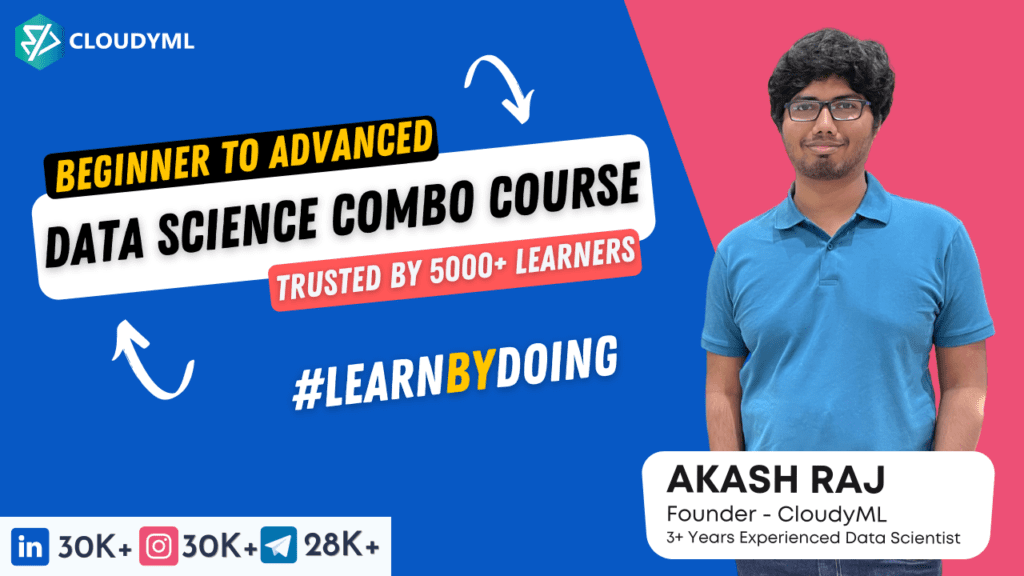 CLOUDYML
BEGINNER TO ADVANCED
DATA SCIENCE COMBO COURSE
TRUSTED BY 5000+ LEARNERS
#LEARNBYDOING
AKASH RAJ
Founder - CloudyML
3+ Years Experienced Data Scientist
in 30K+ 30K+ 28K+